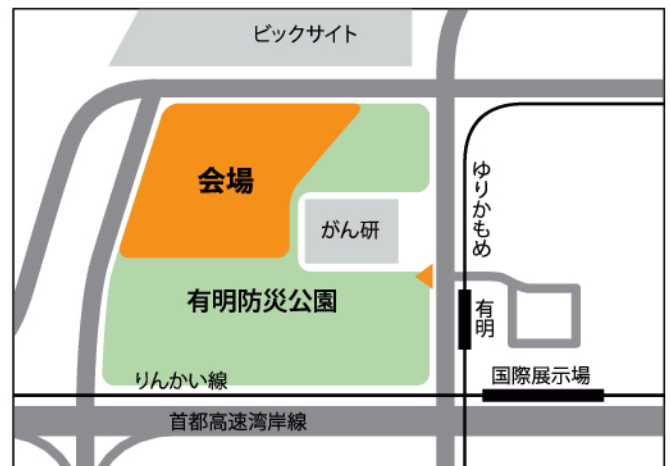 ビックサイト
会場
がん研
ゆりかもめ
有明防災公園
有明
りんかい線
国際展示場
首都高速湾岸線